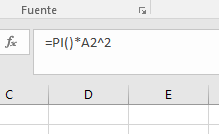 Fuente
fx =PI()*A2^2
C D E